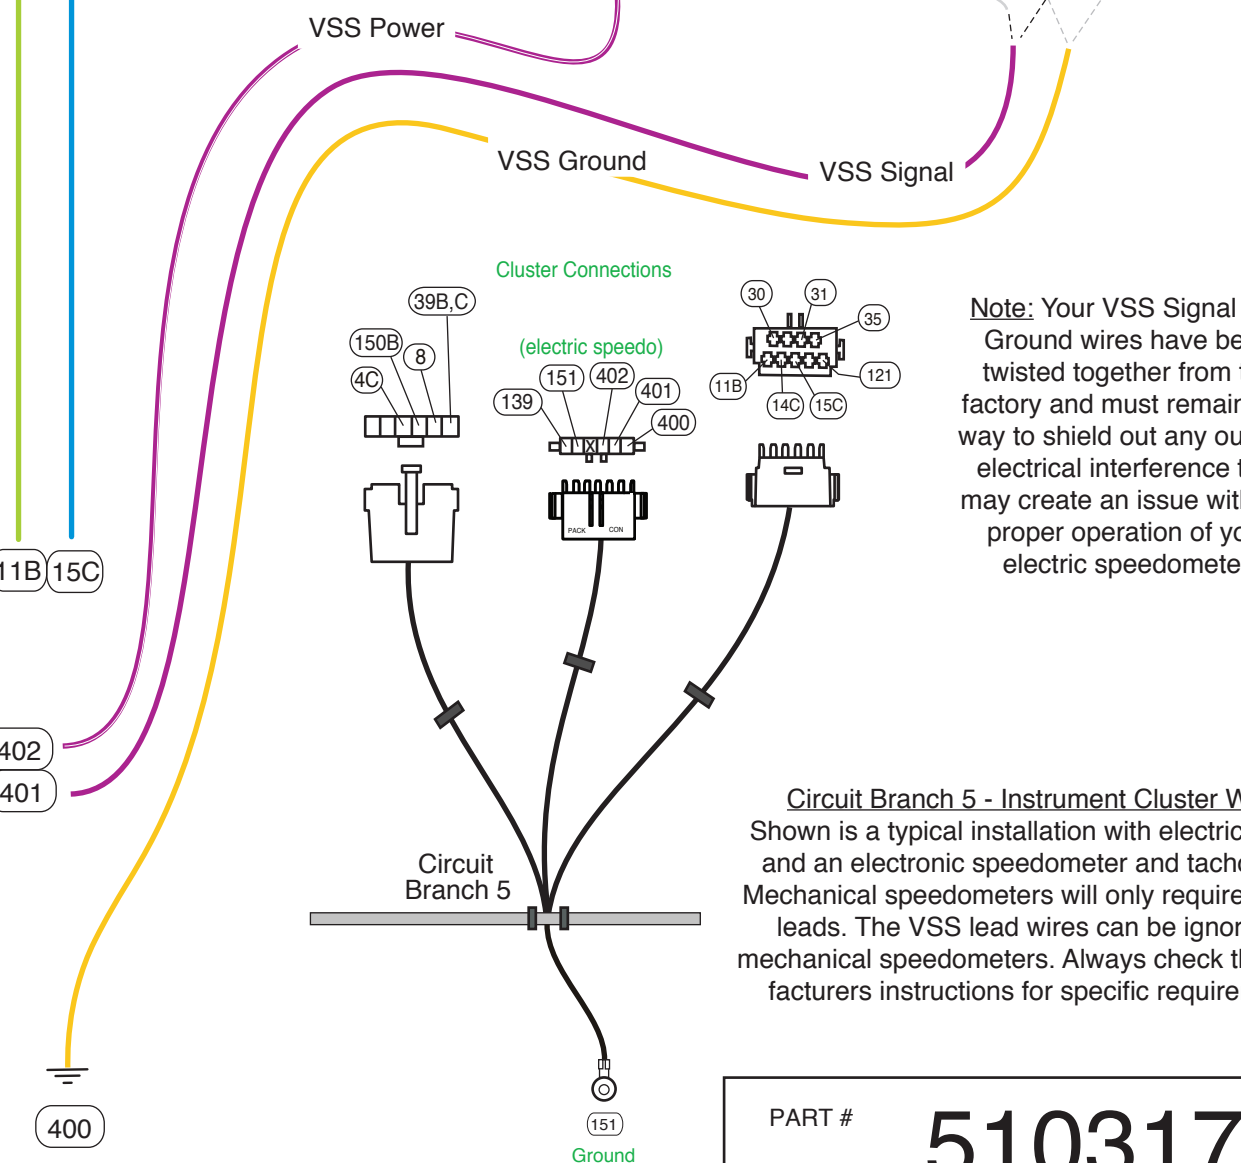 VSS Power
VSS Ground
VSS Signal
Cluster Connections
(electric speedo)
39B,C
150B
8
4C
139
151
402
401
400
30
31
35
11B
14C
15C
121
PACK CON
Note: Your VSS Signal
Ground wires have be
twisted together from
factory and must remain
way to shield out any ou
electrical interference
may create an issue with
proper operation of yo
electric speedomete
11B
15C
402
401
Circuit Branch 5 - Instrument Cluster W
Shown is a typical installation with electric
and an electronic speedometer and tach
Mechanical speedometers will only require
leads. The VSS lead wires can be ignor
mechanical speedometers. Always check t
facturers instructions for specific require
Circuit
Branch 5
400
151
Ground
PART #
510317